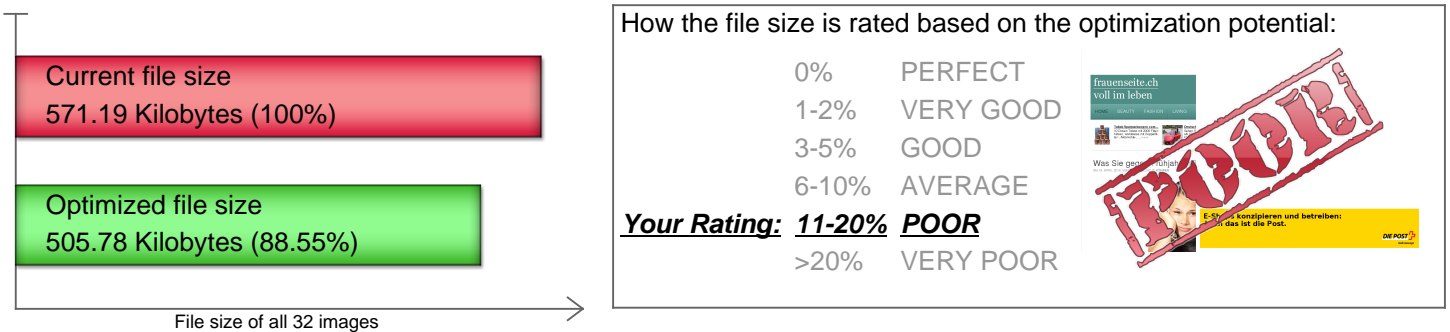 Current file size
571.19 Kilobytes (100%)
Optimized file size
505.78 Kilobytes (88.55%)
File size of all 32 images
How the file size is rated based on the optimization potential:
0% PERFECT
1-2% VERY GOOD
3-5% GOOD
6-10% AVERAGE
Your Rating: 11-20% POOR
>20% VERY POOR
frauenseite.ch
voll im leben
HOME BEAUTY FASHION LIVING
Was Sie gegen
POOR!
konzipieren und betreiben:
das ist die Post.
DIE POST